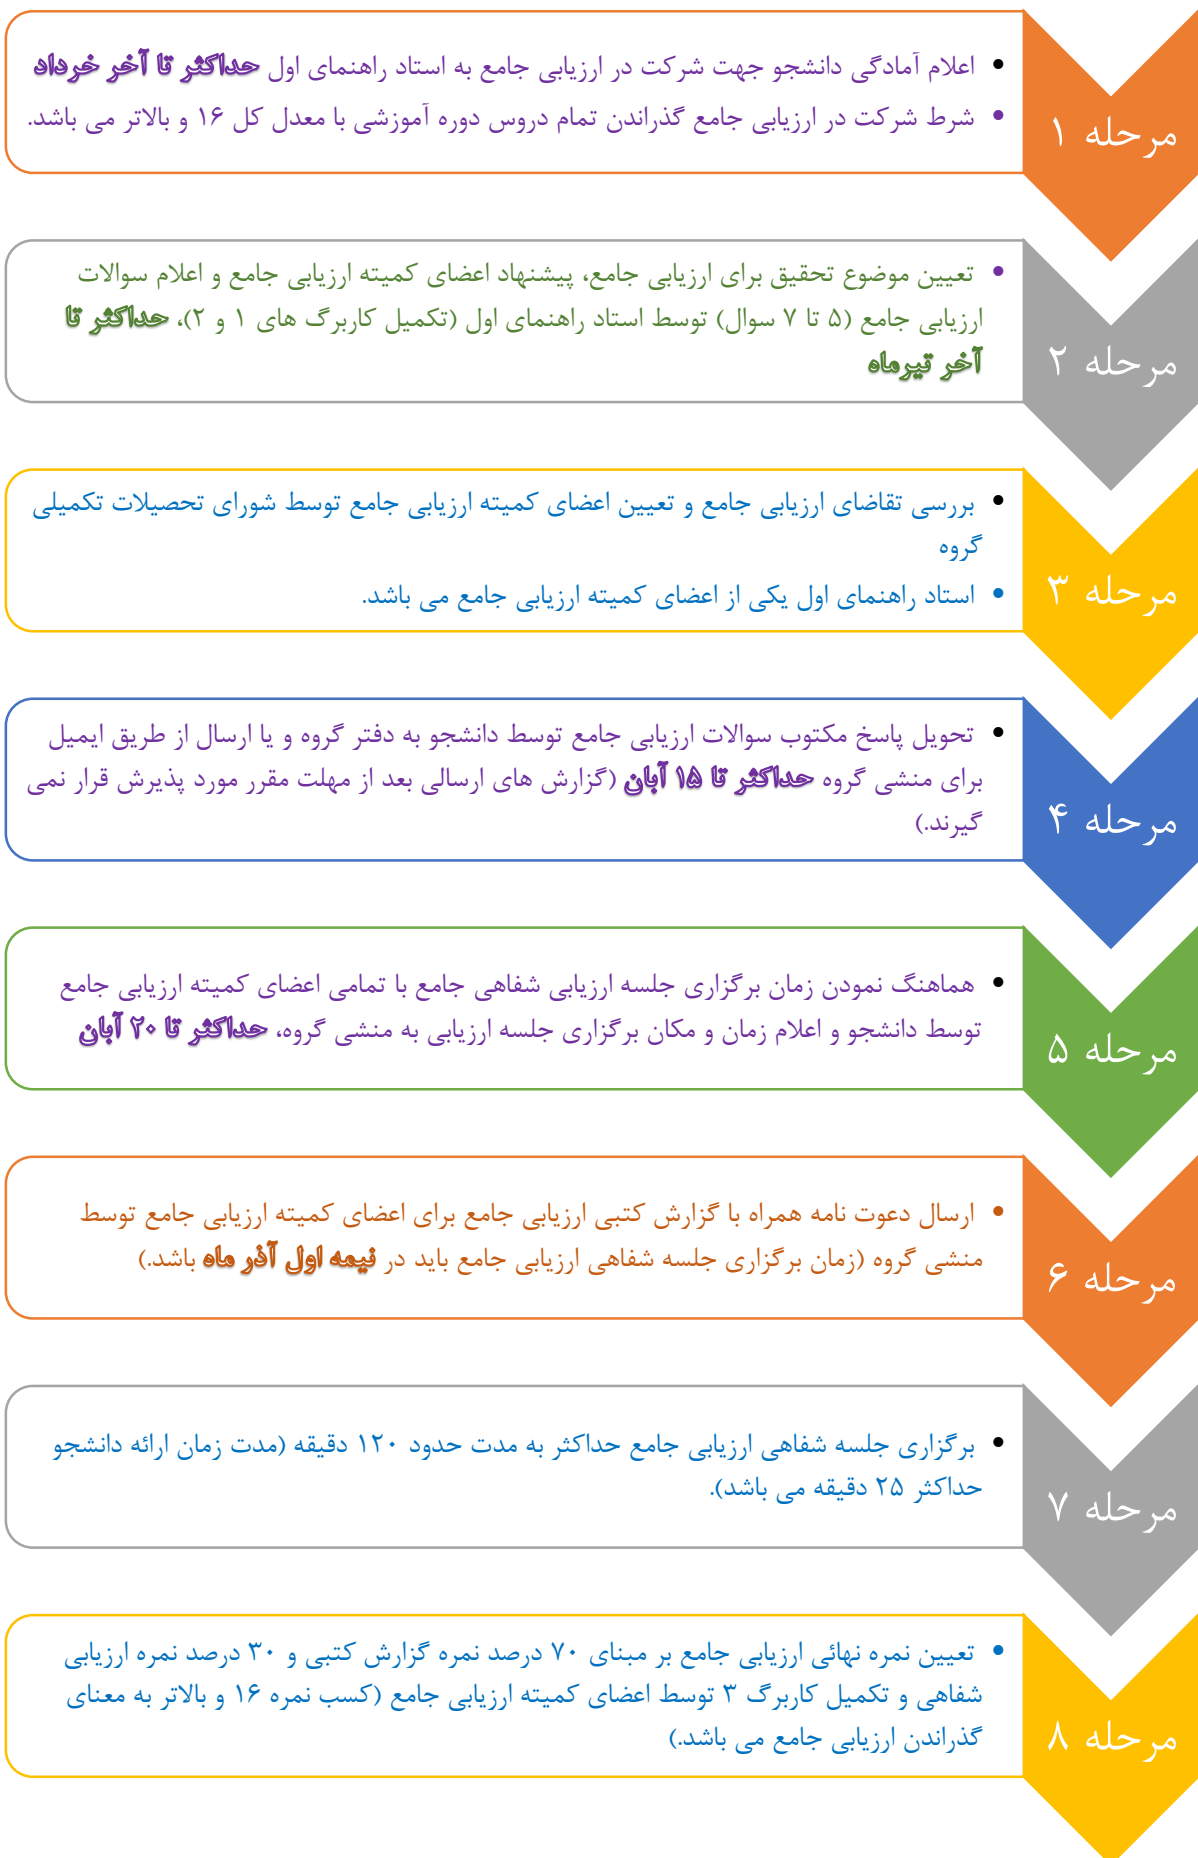 مرحله ۱
• اعلام آمادگی دانشجو جهت شرکت در ارزیابی جامع به استاد راهنمای اول حداکثر تا آخر خرداد
• شرط شرکت در ارزیابی جامع گذراندن تمام دروس دوره آموزشی با معدل کل ۱۶ و بالاتر می باشد.
مرحله ۲
• تعیین موضوع تحقیق برای ارزیابی جامع، پیشنهاد اعضای کمیته ارزیابی جامع و اعلام سوالات
ارزیابی جامع (۵ تا ۷ سوال) توسط استاد راهنمای اول (تکمیل کاربرگ های ۱ و ۲)، حداکثر تا
آخر تیرماه
مرحله ۳
• بررسی تقاضای ارزیابی جامع و تعیین اعضای کمیته ارزیابی جامع توسط شورای تحصیلات تکمیلی
گروه
• استاد راهنمای اول یکی از اعضای کمیته ارزیابی جامع می باشد.
مرحله ۴
• تحویل پاسخ مکتوب سوالات ارزیابی جامع توسط دانشجو به دفتر گروه و یا ارسال از طریق ایمیل
برای منشی گروه حداکثر تا ۱۵ آبان (گزارش های ارسالی بعد از مهلت مقرر مورد پذیرش قرار نمی
گیرند.)
مرحله ۵
• هماهنگ نمودن زمان برگزاری جلسه ارزیابی شفاهی جامع با تمامی اعضای کمیته ارزیابی جامع
توسط دانشجو و اعلام زمان و مکان برگزاری جلسه ارزیابی به منشی گروه، حداکثر تا ۲۰ آبان
مرحله ۶
• ارسال دعوت نامه همراه با گزارش کتبی ارزیابی جامع برای اعضای کمیته ارزیابی جامع توسط
منشی گروه (زمان برگزاری جلسه شفاهی ارزیابی جامع باید در نیمه اول آذر ماه باشد.)
مرحله ۷
• برگزاری جلسه شفاهی ارزیابی جامع حداکثر به مدت حدود ۱۲۰ دقیقه (مدت زمان ارائه دانشجو
حداکثر ۲۵ دقیقه می باشد).
مرحله ۸
• تعیین نمره نهائی ارزیابی جامع بر مبنای ۷۰ درصد نمره گزارش کتبی و ۳۰ درصد نمره ارزیابی
شفاهی و تکمیل کاربرگ ۳ توسط اعضای کمیته ارزیابی جامع (کسب نمره ۱۶ و بالاتر به معنای
گذراندن ارزیابی جامع می باشد.)